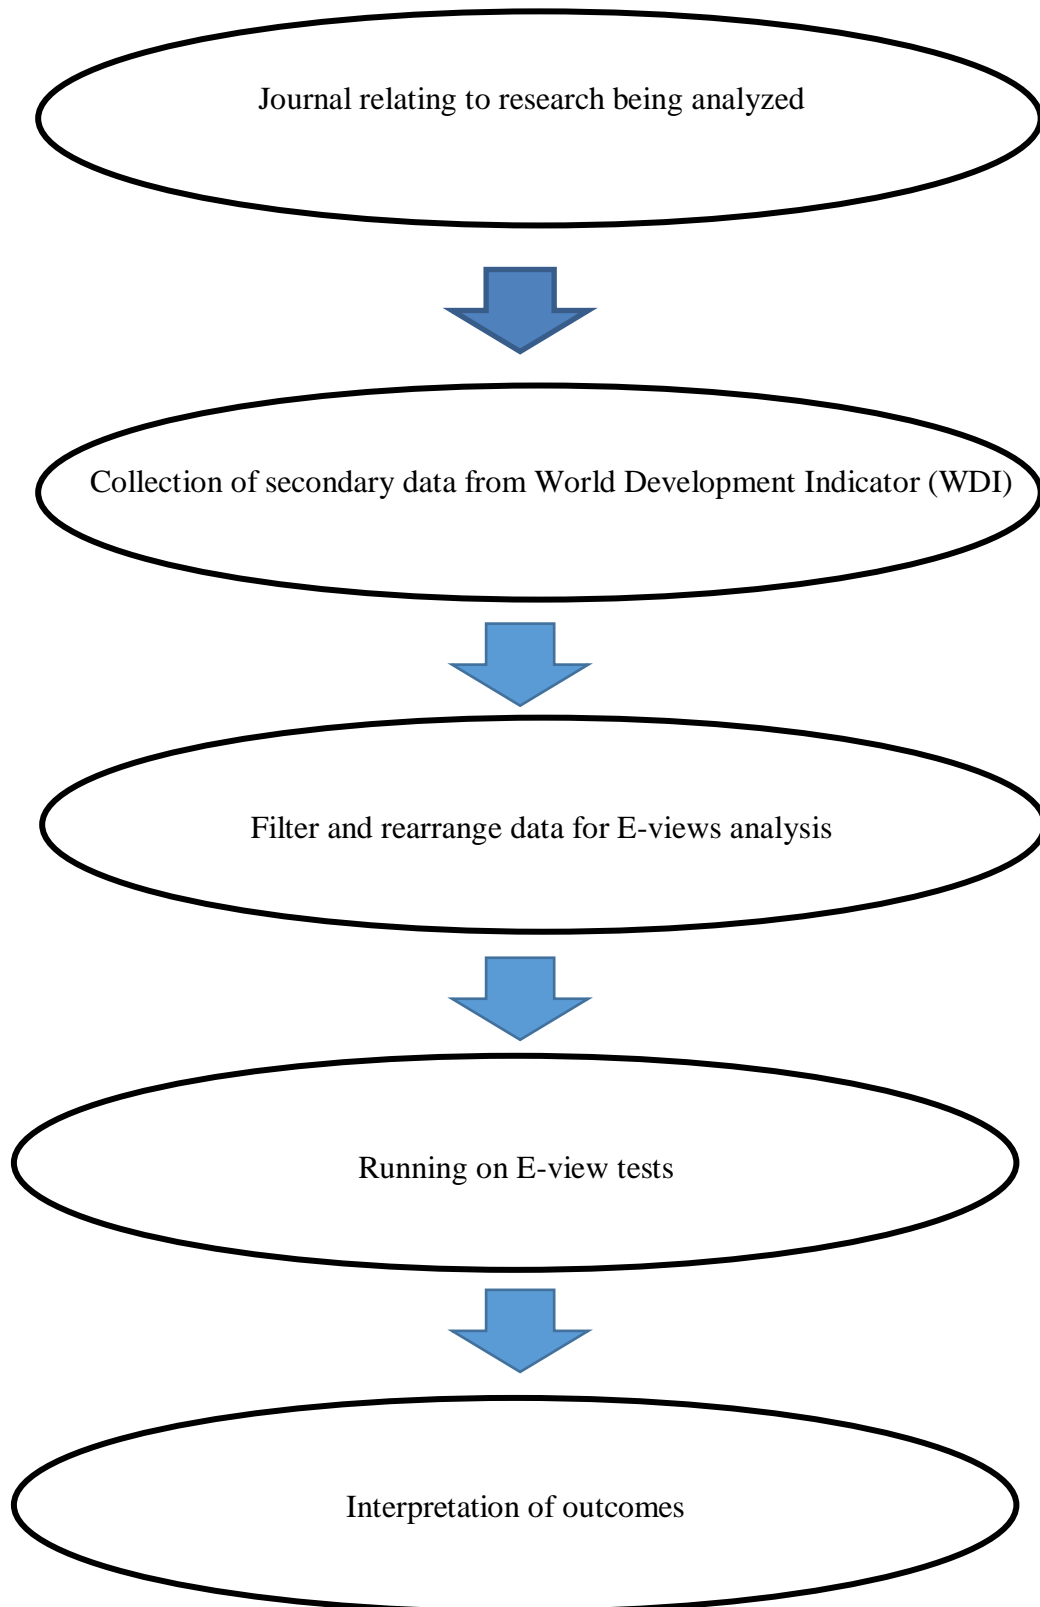 Journal relating to research being analyzed
Collection of secondary data from World Development Indicator (WDI)
Filter and rearrange data for E-views analysis
Running on E-view tests
Interpretation of outcomes